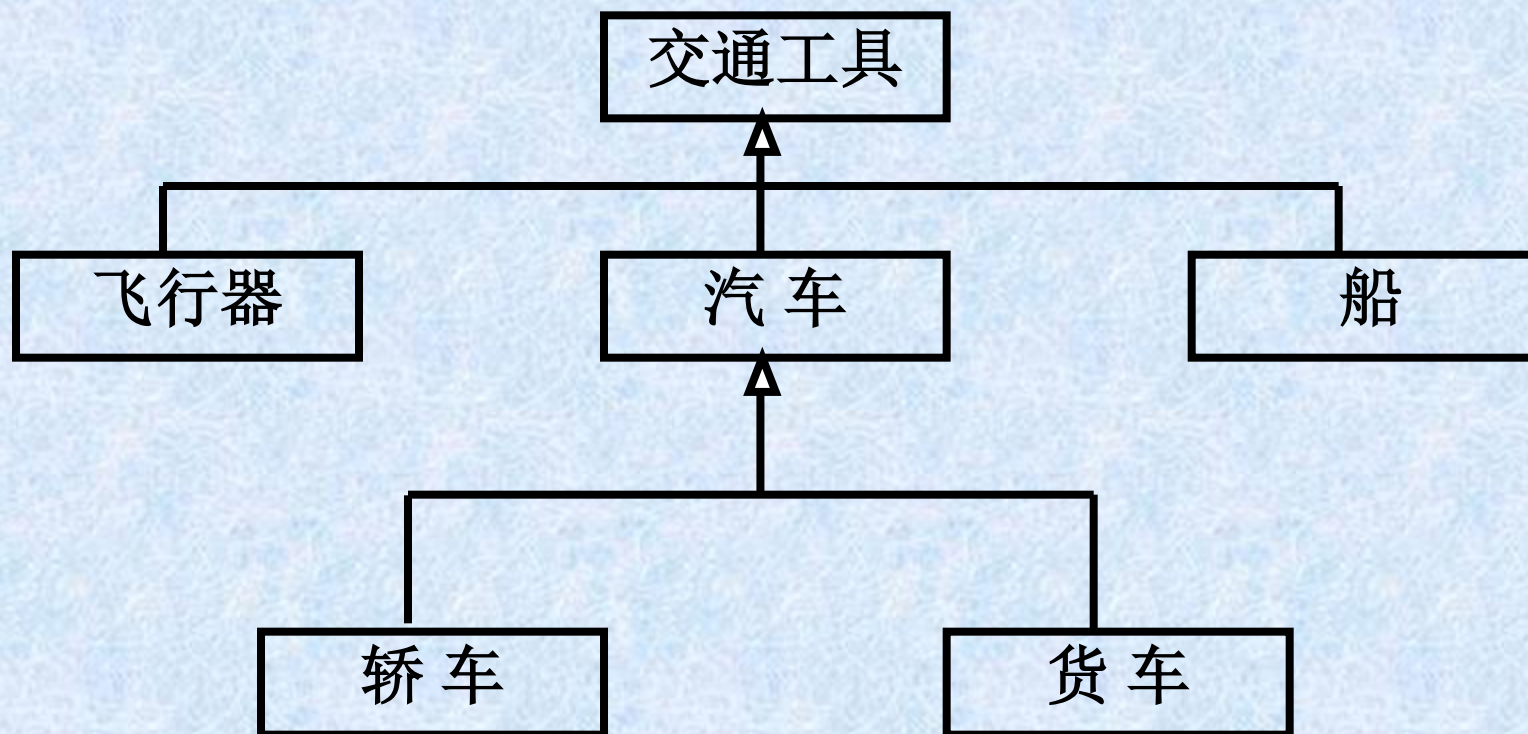 交通工具
飞行器
汽 车
船
轿 车
货 车